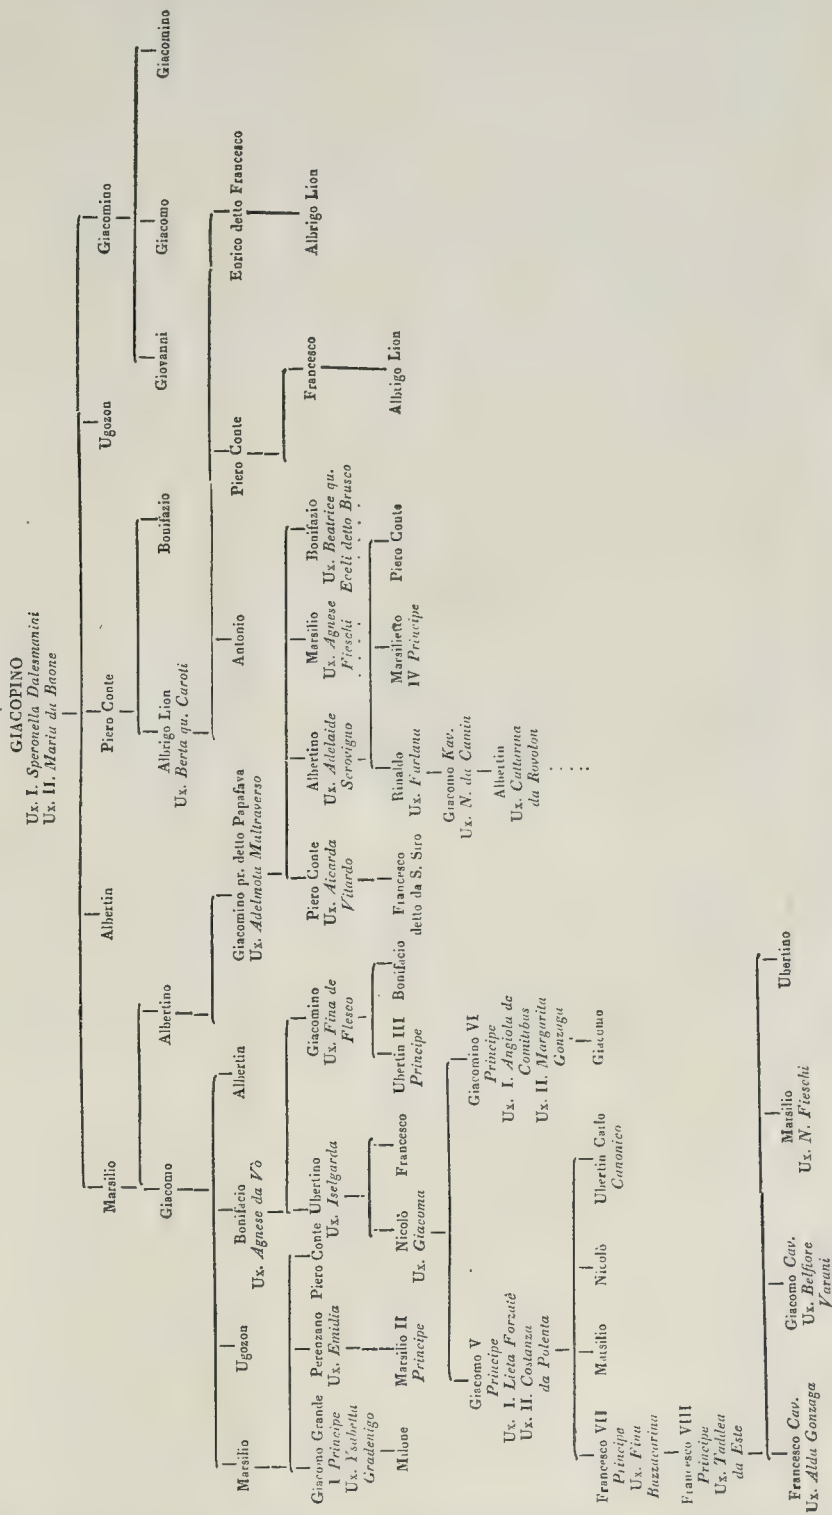 GIACOPINO
Ux. I. Speronella Dalesmanini
Ux. II. Maria da Baone
Marsilio
Albertin
Piero Conte
Ugozon
Giacomino
Giacomo
Albertino
Albrigo Lion
Ux. Berta qu. Caroti
Bonifazio
Giovanni
Giacomo
Giacomino
Marsilio
Ugozon
Bonifacio
Ux. Agnese da Vò
Albertin
Giacomino pr. detto Papafava
Ux. Adelmota Maltraverso
Antonio
Piero Conte
Enrico detto Francesco
Giacomo Grande
I Principe
Ux. Ysabella
Gradenigo
Perenzano
Ux. Emidia
Piero Conte
Ubertino
Ux. Iselgarda
Giacomino
Ux. Fina de
Flesco
Piero Conte
Ux. Aicarda
Vitardo
Albertino
Ux. Adelaide
Scrovigno
Marsilio
Ux. Agnese
Fieschi
Bonifazio
Ux. Beatrice qu.
Eceli detto Brusco
Francesco
Albrigo Lion
Milone
Marsilio II
Principe
Nicolò
Ux. Giacoma
Francesco
Ubertin III
Principe
Bonifacio
Francesco
detto da S. Siro
Rinaldo
Ux. Furlana
Marsilietto
IV Principe
Piero Conte
Albrigo Lion
Giacomo Kav.
Ux. N. da Camin
Albertin
Ux. Catterina
da Rovolon
Giacomo V
Principe
Ux. I. Lieta Forzatè
Ux. II. Costanza
da Polenta
Giacomino VI
Principe
Ux. I. Angiola de
Comitibus
Ux. II. Margarita
Gonzaga
Giacomo
Francesco VII
Principe
Ux. Fina
Buzzacarina
Marsilio
Nicolò
Ubertin Carlo
Canonico
Francesco VIII
Principe
Ux. Taddea
da Este
Francesco Cav.
Ux. Alda Gonzaga
Giacomo Cav.
Ux. Belfiore
Varani
Marsilio
Ux. N. Fieschi
Ubertino